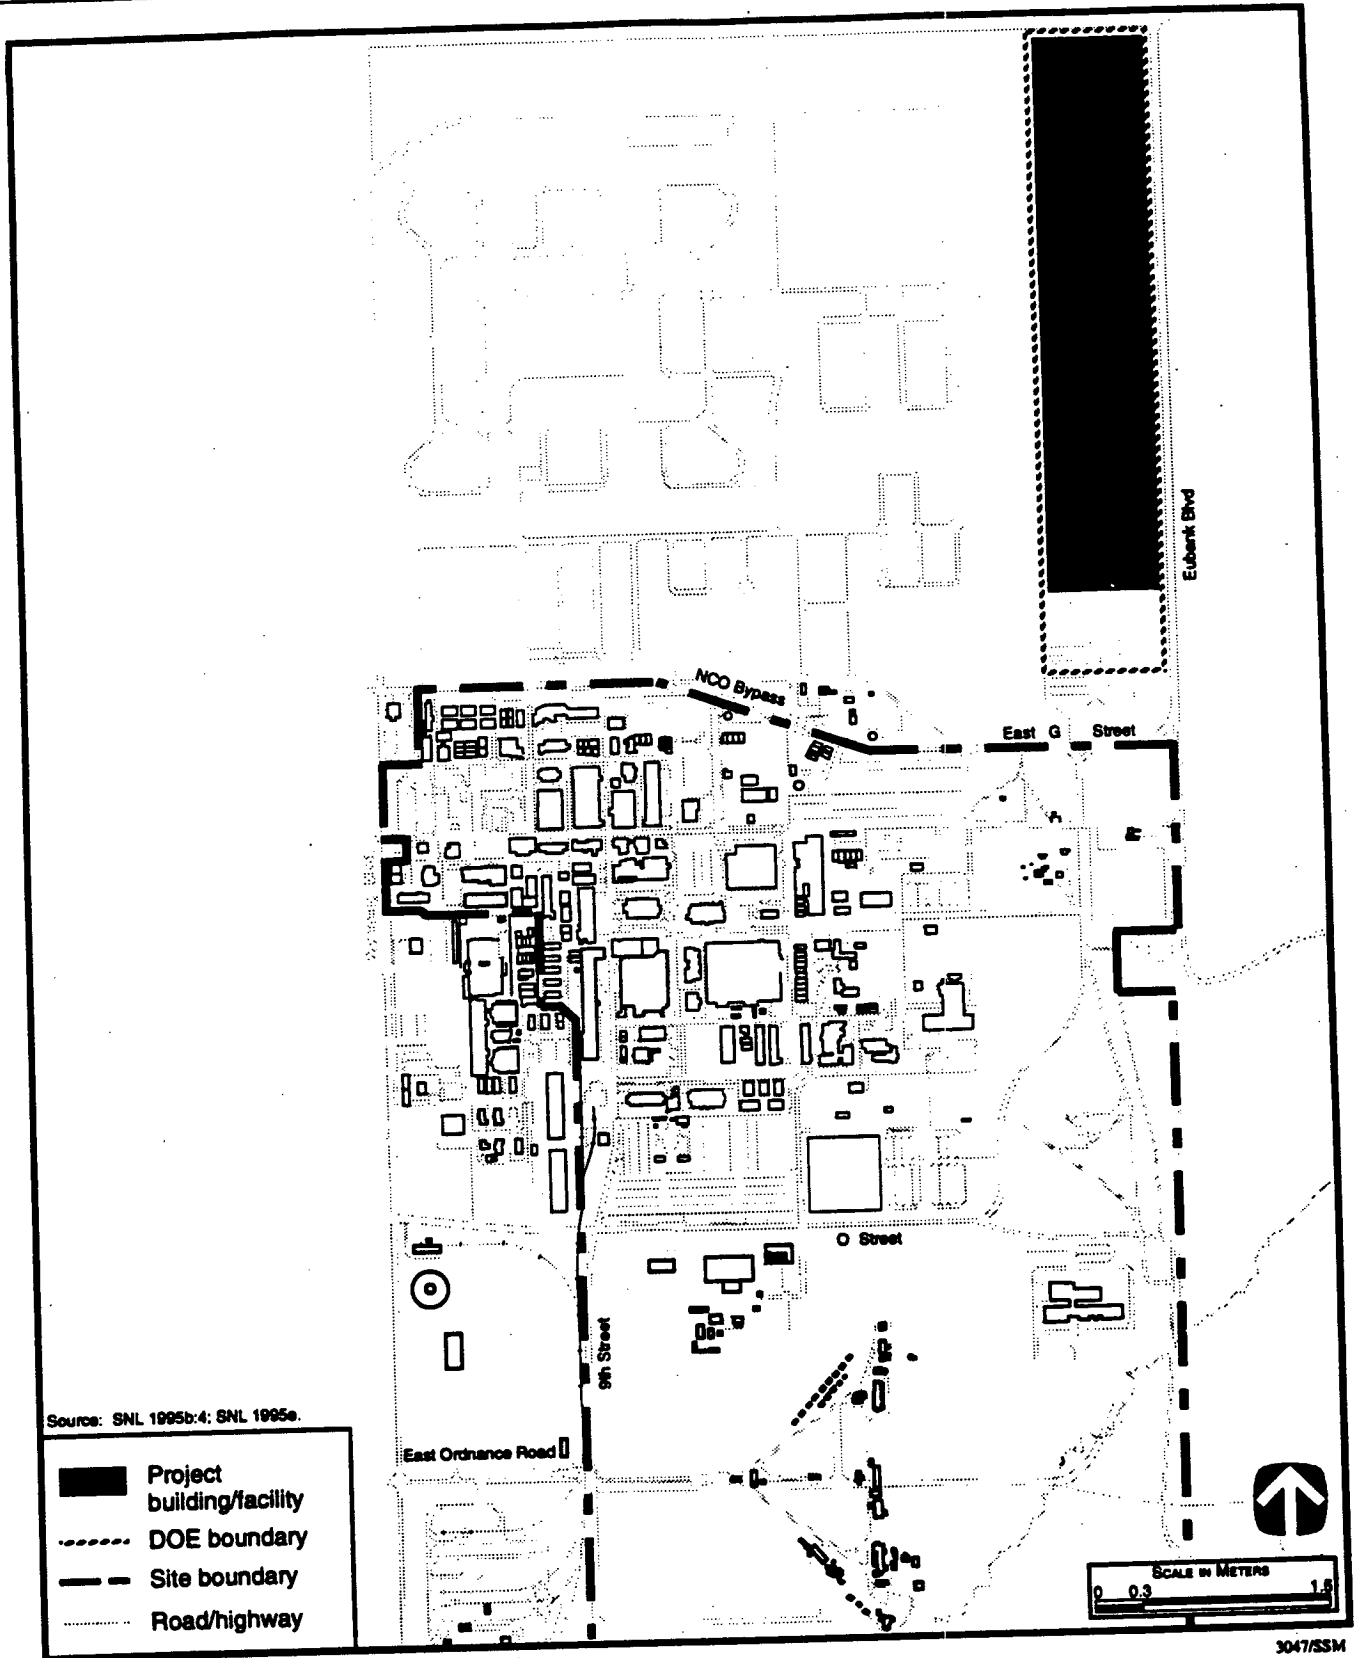 Eubank Blvd
NCO Bypass
East G Street
O Street
9th Street
Source: SNL 1995b:4; SNL 1995e.
East Ordnance Road
Project
building/facility
DOE boundary
Site boundary
Road/highway
SCALE IN METERS
0 0.3 1.5
3047/SSM